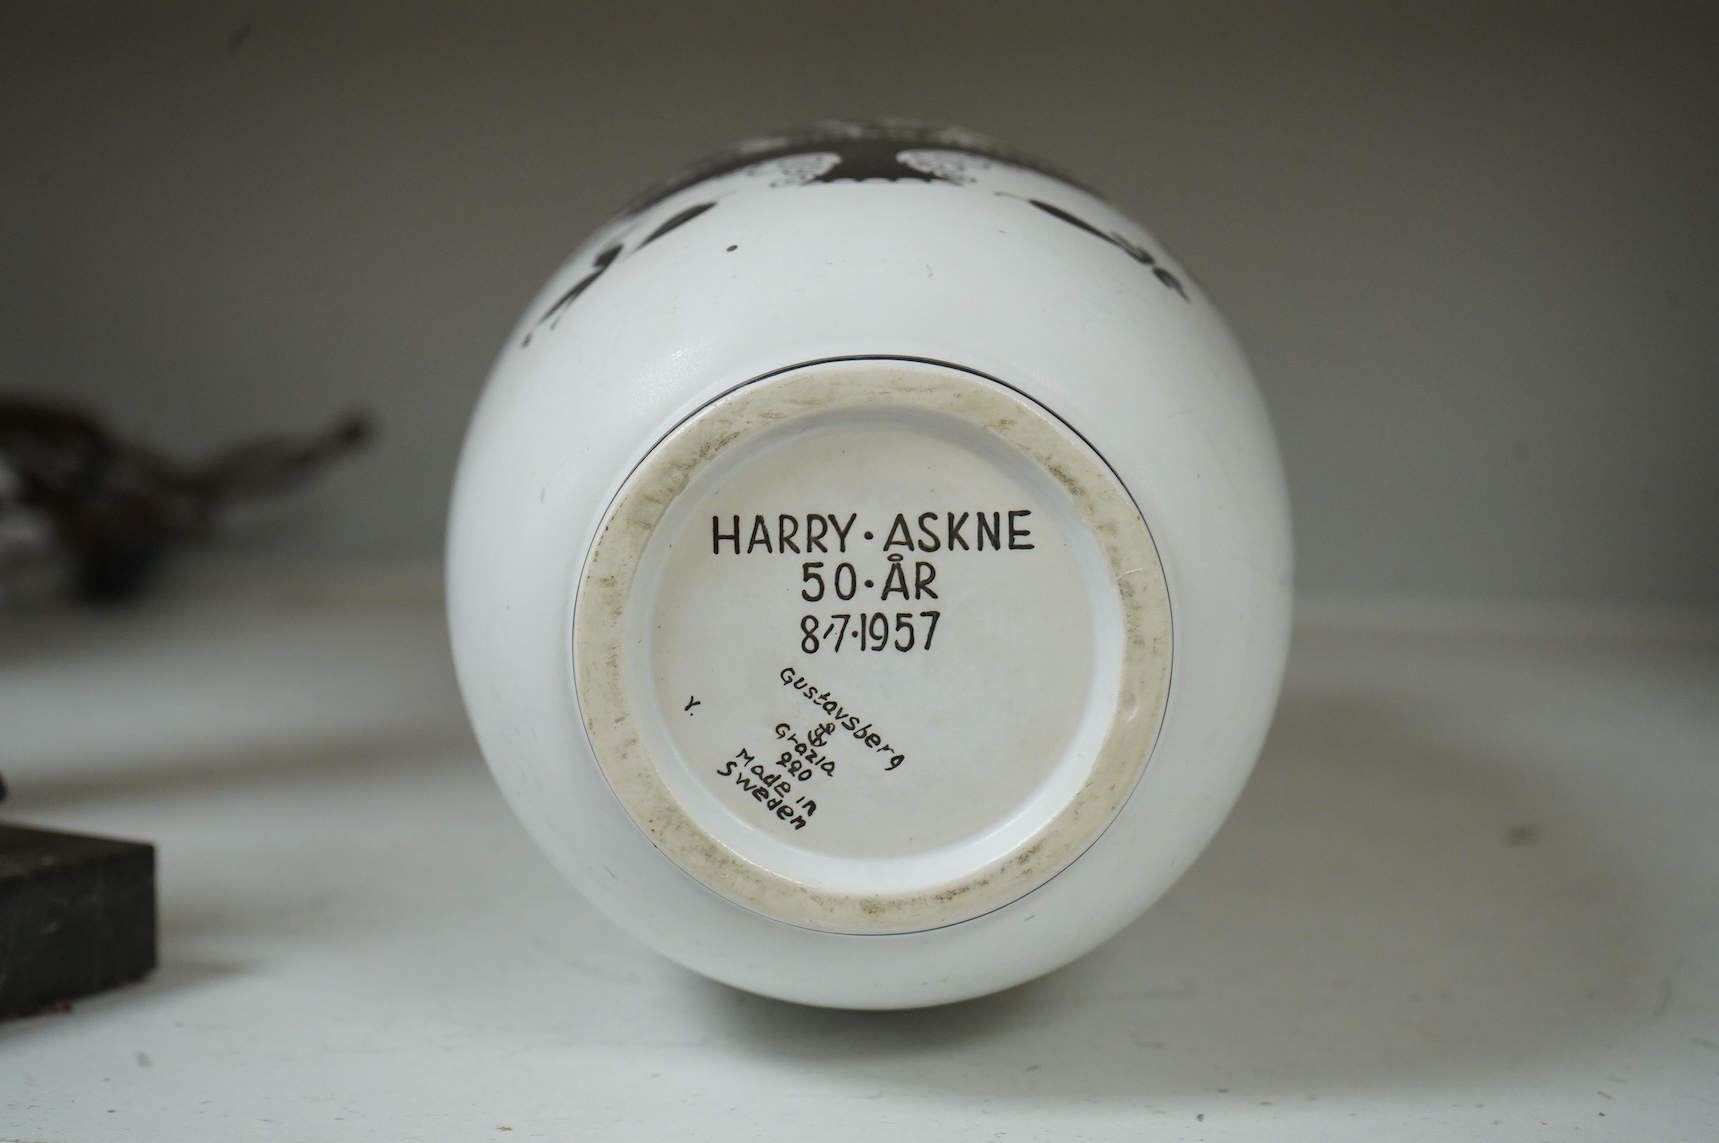 HARRY·ASKNE
50·ÅR
8/7·1957
Y.
Gustavsberg
Grazia
220
Made in
Sweden